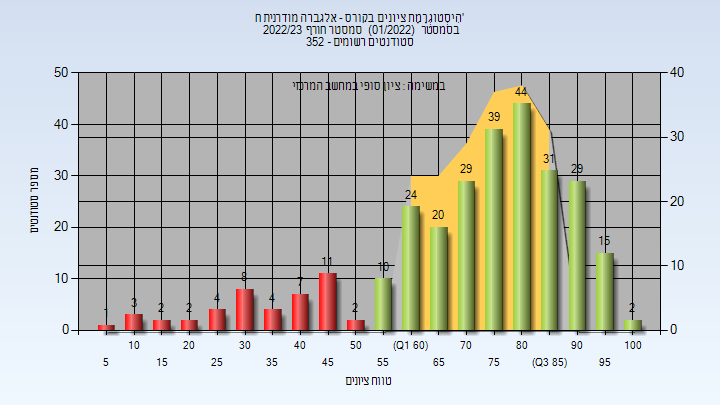 הִיסְטוֹגְרָמַת ציונים בקורס - אלגברה מודרנית ח'
בסמסטר (01/2022) סמסטר חורף 2022/23
סטודנטים רשומים - 352
במשימה : ציון סופי במחשב המרכזי
מספר סטודנטים
50 40 30 20 10 0
40 30 20 10 0
1 3 2 2 4 8 4 7 11 2 10 24 20 29 39 44 31 29 15 2
10 20 30 40 50 (Q1 60) 70 80 90 100
5 15 25 35 45 55 65 75 (Q3 85) 95
טווח ציונים